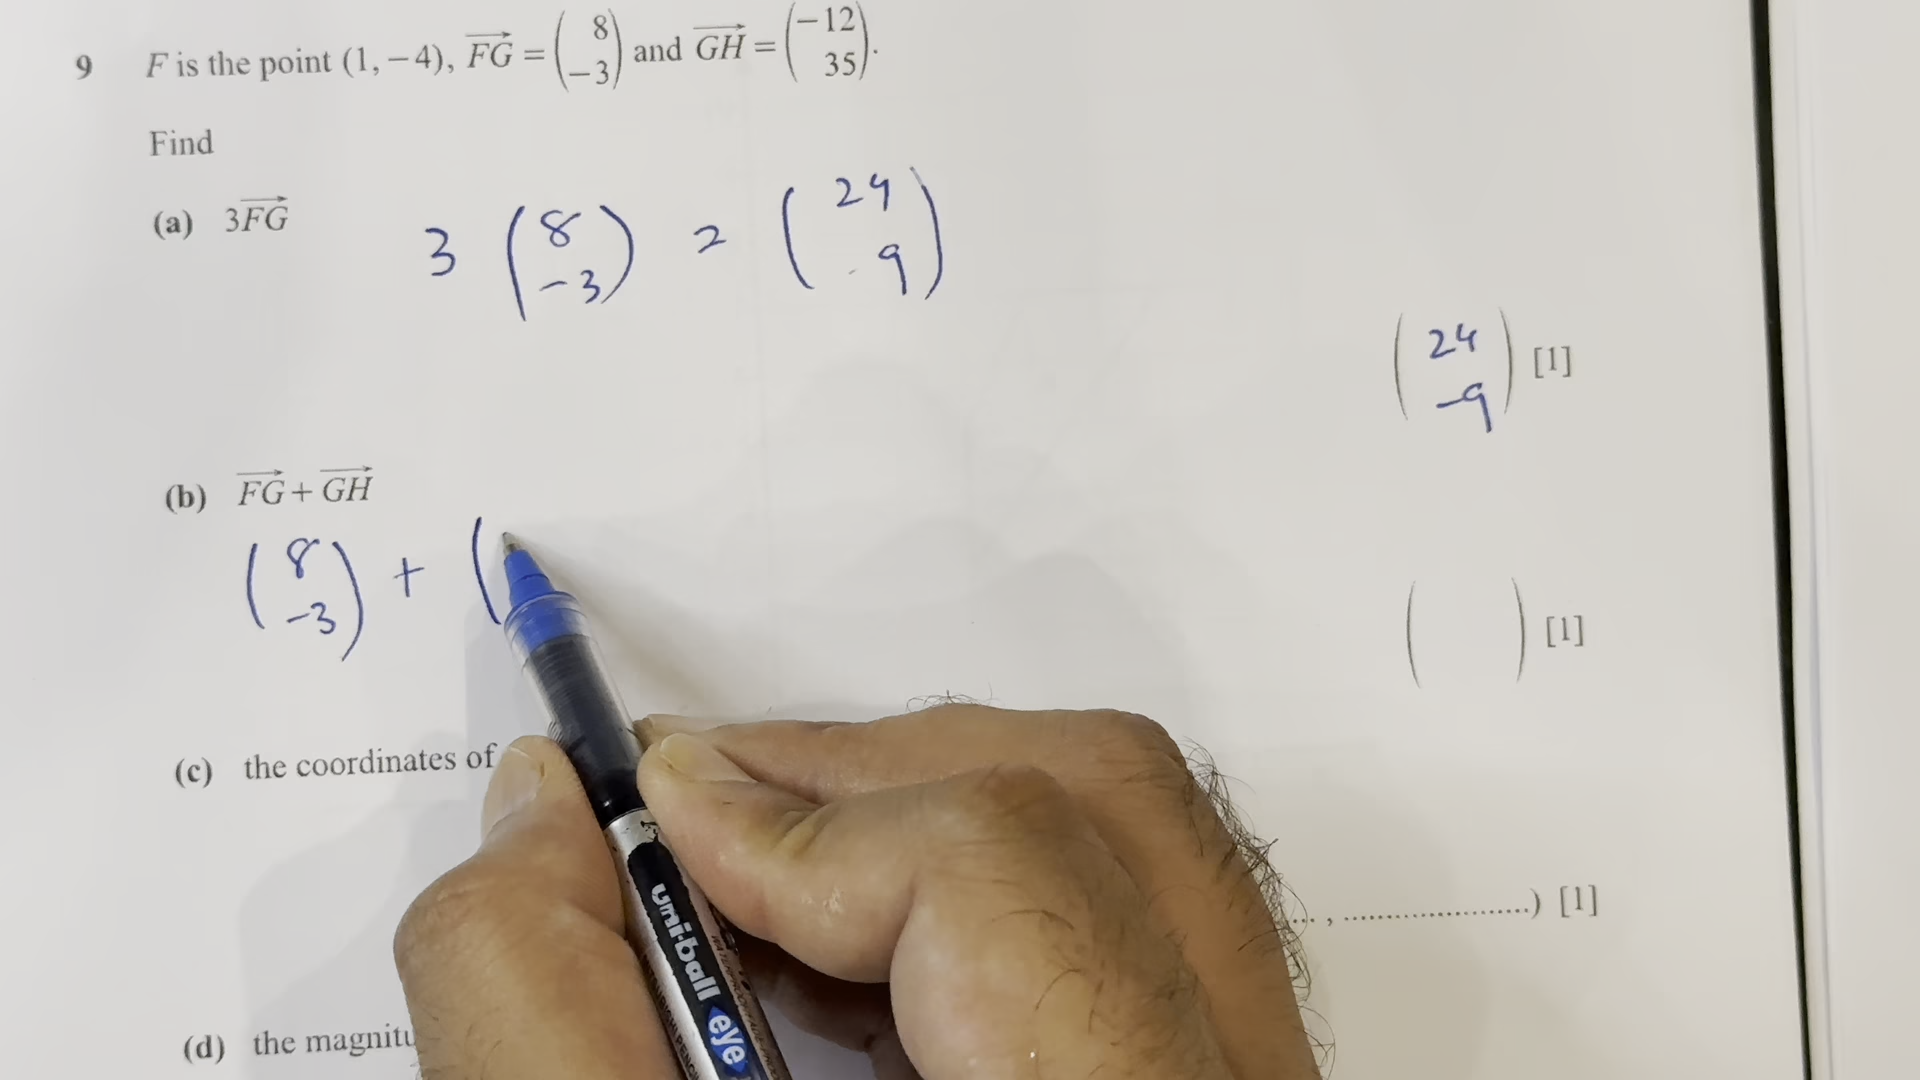 9 F is the point (1, −4), FG = (8 −3) and GH = (−12 35).
Find
(a) 3FG
3 (8 −3) = (24 -9)
(24 −9) [1]
(b) FG + GH
(8 −3) + (
( ) [1]
(c) the coordinates of
, ....................) [1]
(d) the magnitu
uni-ball eye